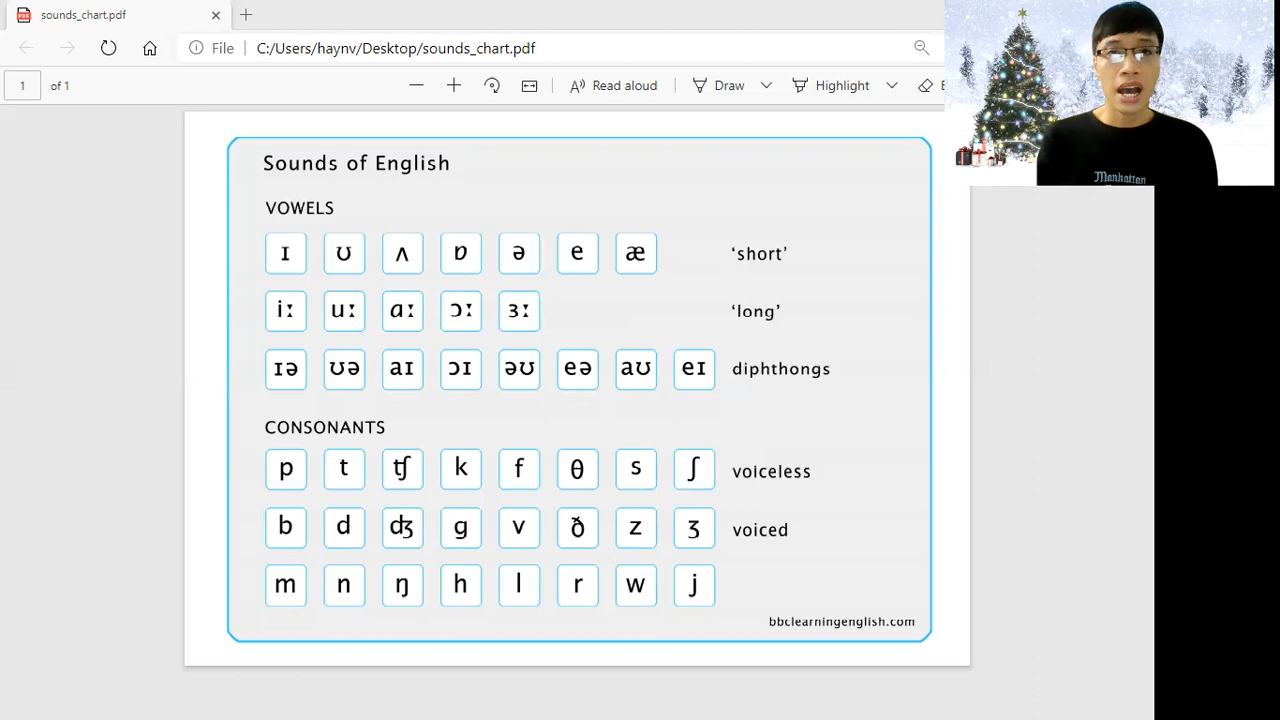 sounds_chart.pdf
File C:/Users/haynv/Desktop/sounds_chart.pdf
1 of 1 Read aloud Draw Highlight E
Sounds of English
VOWELS
ɪ ʊ ʌ ɒ ə e æ ‘short’
iː uː ɑː ɔː ɜː ‘long’
ɪə ʊə aɪ ɔɪ əʊ eə aʊ eɪ diphthongs
CONSONANTS
p t ʧ k f θ s ʃ voiceless
b d ʤ g v ð z ʒ voiced
m n ŋ h l r w j
bbclearningenglish.com
Manhattan